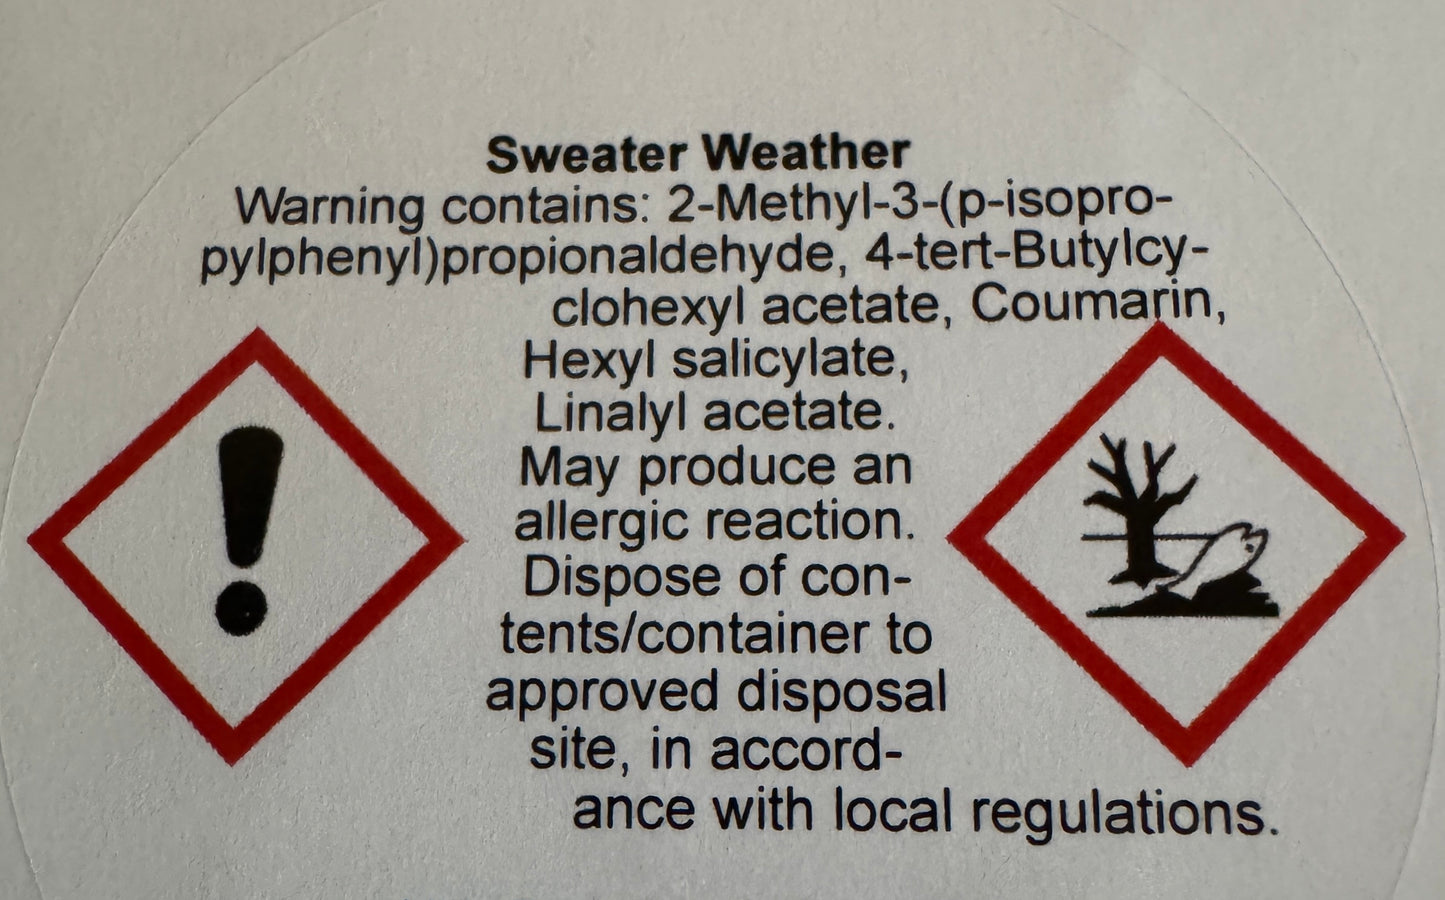 Sweater Weather
Warning contains: 2-Methyl-3-(p-isopro-
pylphenyl)propionaldehyde, 4-tert-Butylcy-
clohexyl acetate, Coumarin,
Hexyl salicylate,
Linalyl acetate.
May produce an
allergic reaction.
Dispose of con-
tents/container to
approved disposal
site, in accord-
ance with local regulations.